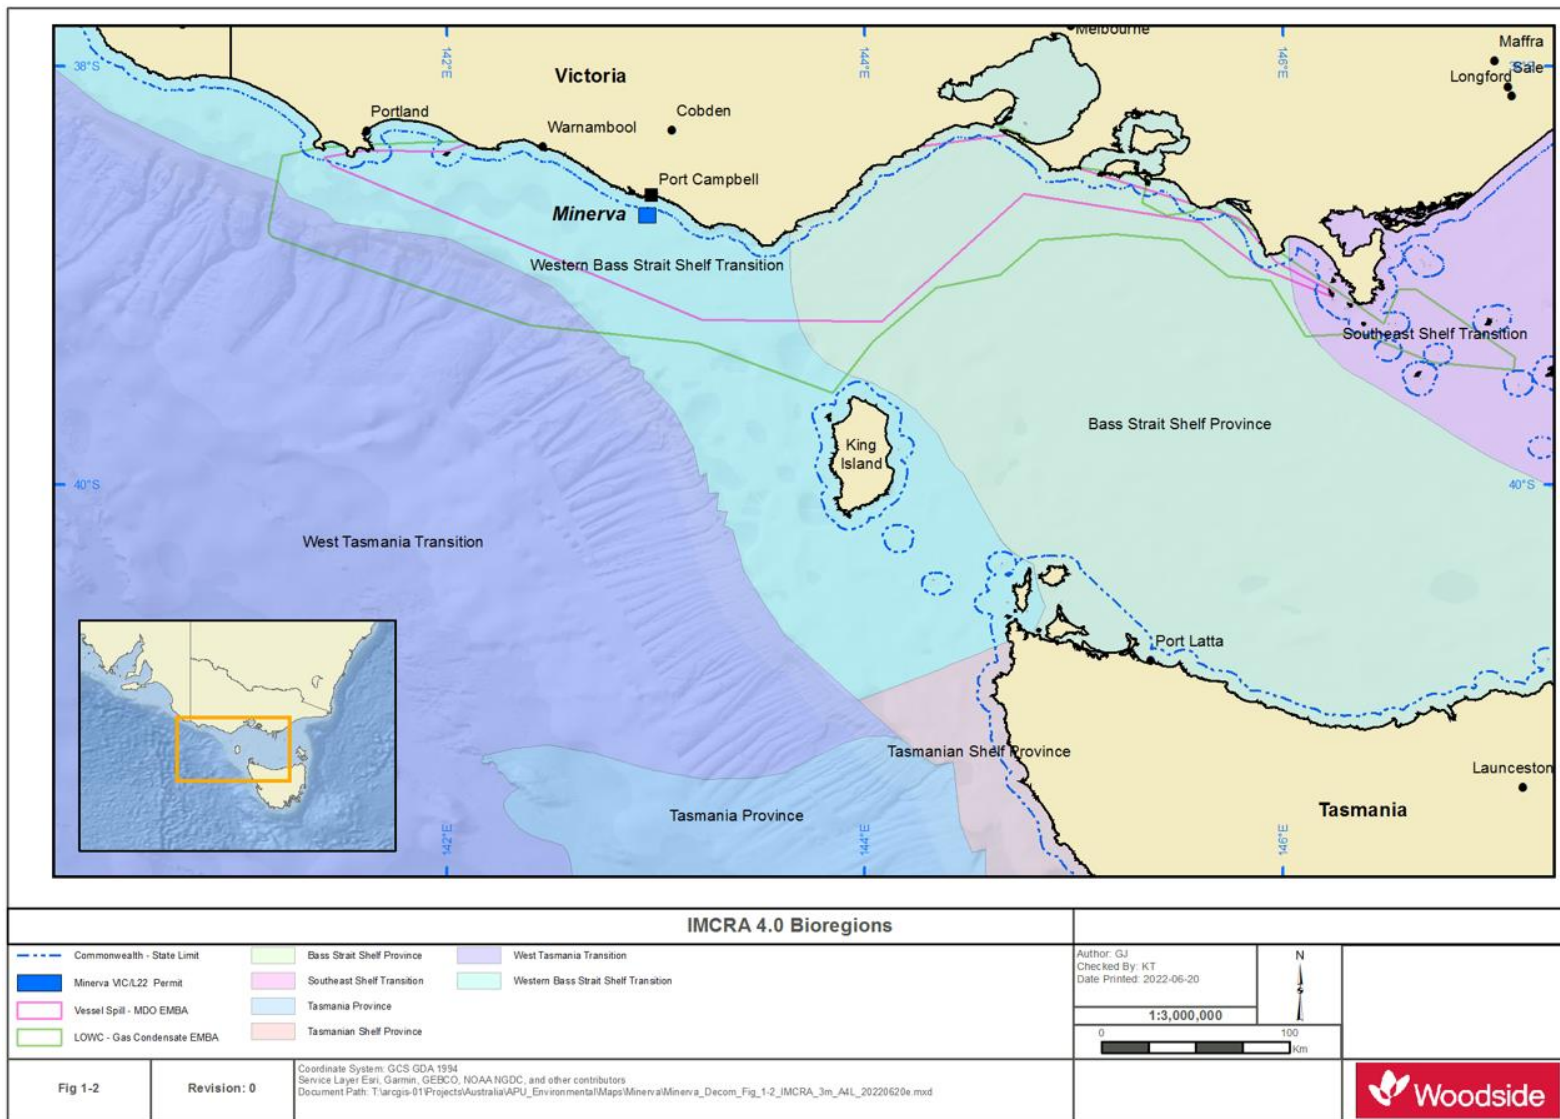 Melbourne
Maffra
38°S
142°E
144°E
146°E
Victoria
Longford
Sale
Portland
Cobden
Warnambool
Port Campbell
Minerva
Western Bass Strait Shelf Transition
Southeast Shelf Transition
Bass Strait Shelf Province
King
Island
40°S
40°S
West Tasmania Transition
Port Latta
Tasmanian Shelf Province
Launceston
Tasmania Province
Tasmania
142°E
144°E
146°E
IMCRA 4.0 Bioregions
Commonwealth - State Limit
Minerva VIC/L22 Permit
Vessel Spill - MDO EMBA
LOWC - Gas Condensate EMBA
Bass Strait Shelf Province
Southeast Shelf Transition
Tasmania Province
Tasmanian Shelf Province
West Tasmania Transition
Western Bass Strait Shelf Transition
Author: GJ
Checked By: KT
Date Printed: 2022-06-20
N
S
1:3,000,000
0 100
Km
Fig 1-2
Revision: 0
Coordinate System: GCS GDA 1994
Service Layer Esri, Garmin, GEBCO, NOAA NGDC, and other contributors
Document Path: T:\arcgis-01\Projects\Australia\APU_Environmental\Maps\Minerva\Minerva_Decom_Fig_1-2_IMCRA_3m_A4L_20220620e.mxd
Woodside